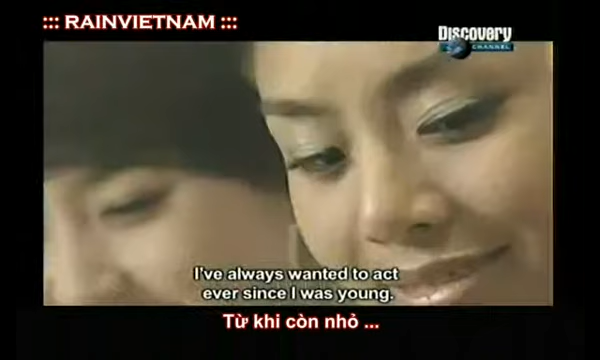 ::: RAINVIETNAM :::
Discovery
CHANNEL
I've always wanted to act
ever since I was young.
Từ khi còn nhỏ ...